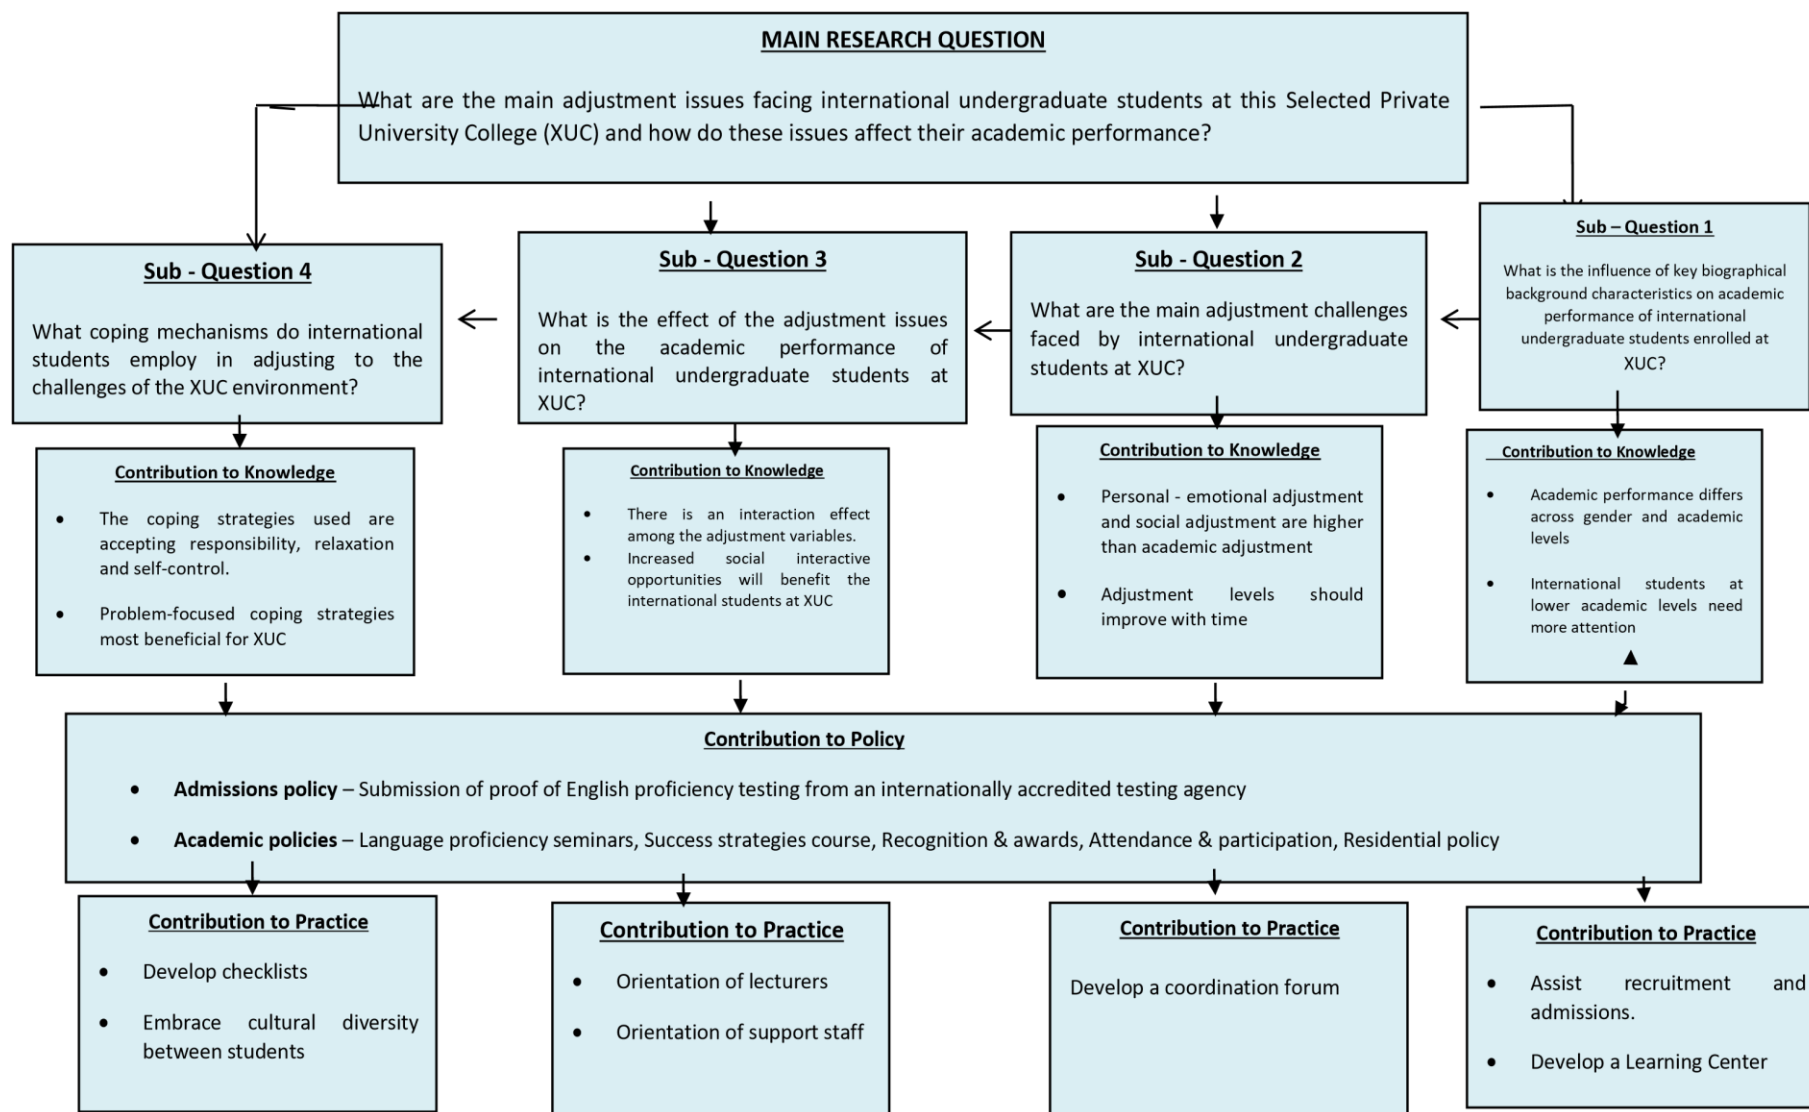 MAIN RESEARCH QUESTION
What are the main adjustment issues facing international undergraduate students at this Selected Private
University College (XUC) and how do these issues affect their academic performance?
Sub - Question 4
What coping mechanisms do international
students employ in adjusting to the
challenges of the XUC environment?
Sub - Question 3
What is the effect of the adjustment issues
on the academic performance of
international undergraduate students at
XUC?
Sub - Question 2
What are the main adjustment challenges
faced by international undergraduate
students at XUC?
Sub – Question 1
What is the influence of key biographical
background characteristics on academic
performance of international
undergraduate students enrolled at
XUC?
Contribution to Knowledge
• The coping strategies used are
accepting responsibility, relaxation
and self-control.
• Problem-focused coping strategies
most beneficial for XUC
Contribution to Knowledge
• There is an interaction effect
among the adjustment variables.
• Increased social interactive
opportunities will benefit the
international students at XUC
Contribution to Knowledge
• Personal - emotional adjustment
and social adjustment are higher
than academic adjustment
• Adjustment levels should
improve with time
Contribution to Knowledge
• Academic performance differs
across gender and academic
levels
• International students at
lower academic levels need
more attention
Contribution to Policy
• Admissions policy – Submission of proof of English proficiency testing from an internationally accredited testing agency
• Academic policies – Language proficiency seminars, Success strategies course, Recognition & awards, Attendance & participation, Residential policy
Contribution to Practice
• Develop checklists
• Embrace cultural diversity
between students
Contribution to Practice
• Orientation of lecturers
• Orientation of support staff
Contribution to Practice
Develop a coordination forum
Contribution to Practice
• Assist recruitment and
admissions.
• Develop a Learning Center